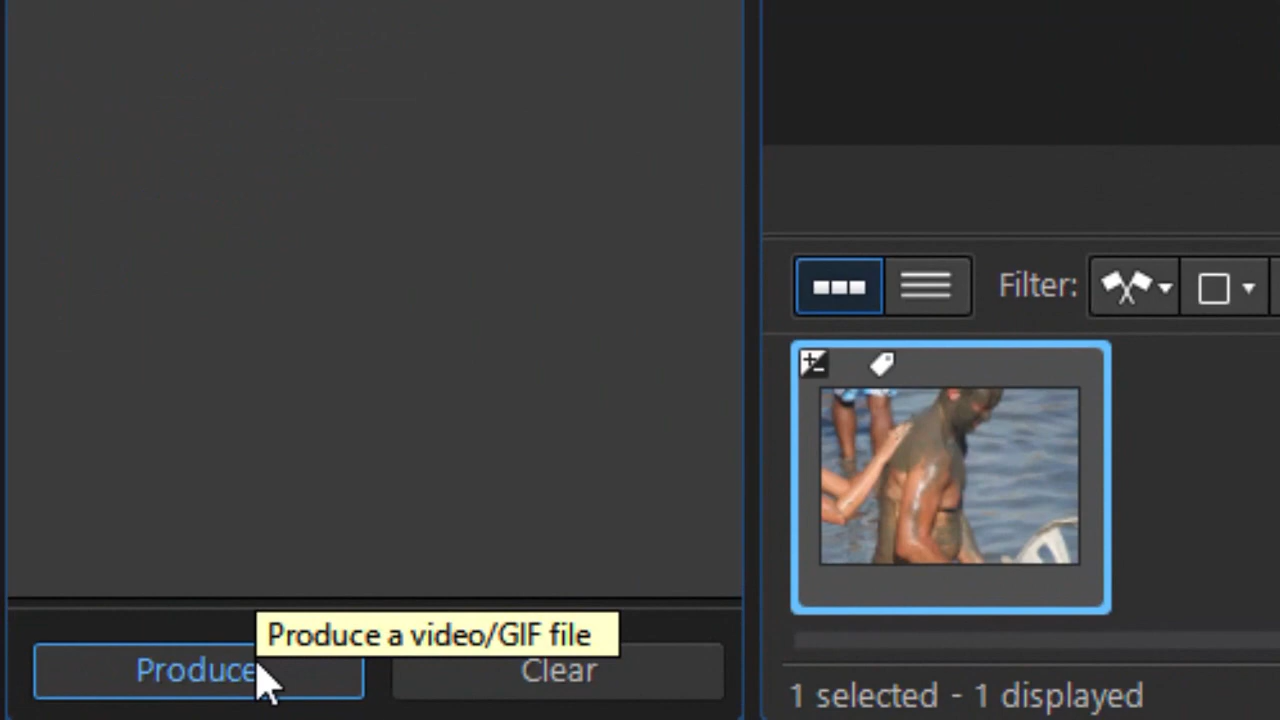 Filter:
Produce a video/GIF file
Produce
Clear
1 selected - 1 displayed